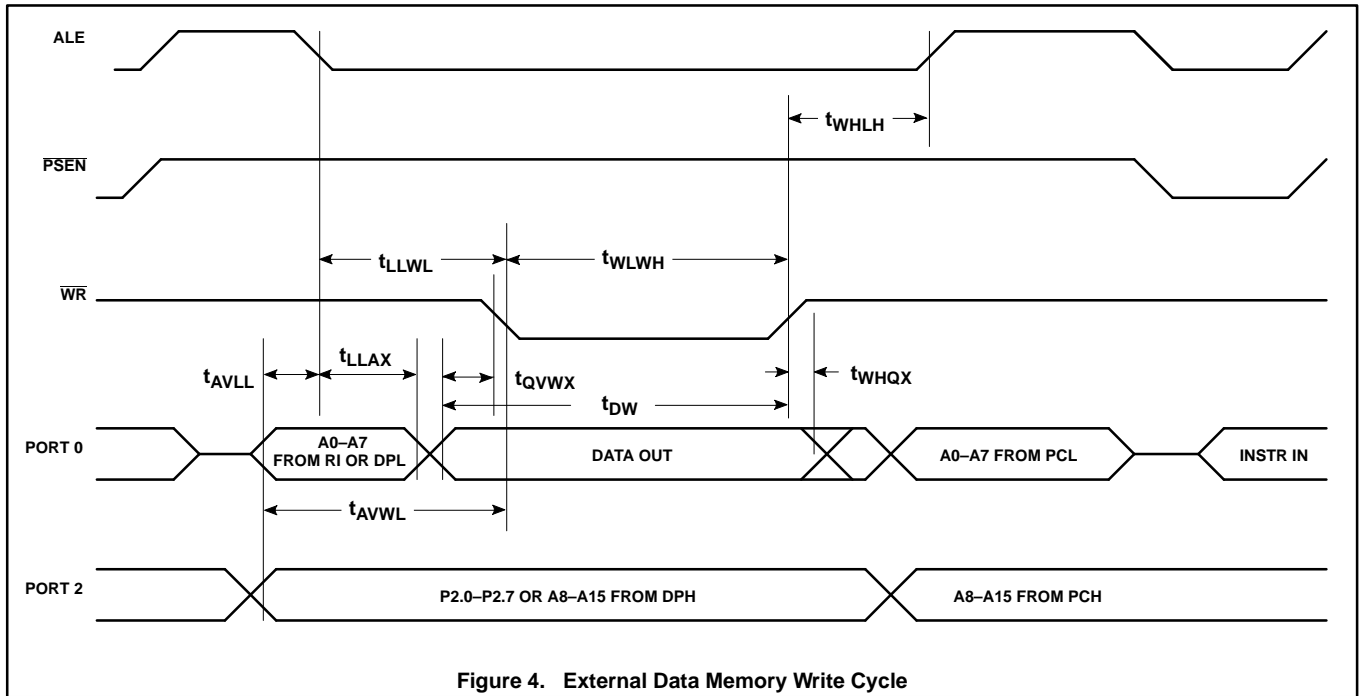 ALE
tWHLH
PSEN
tLLWL
tWLWH
WR
tAVLL
tLLAX
tQVWX
tWHQX
tDW
PORT 0
A0–A7
FROM RI OR DPL
DATA OUT
A0–A7 FROM PCL
INSTR IN
tAVWL
PORT 2
P2.0–P2.7 OR A8–A15 FROM DPH
A8–A15 FROM PCH
Figure 4. External Data Memory Write Cycle